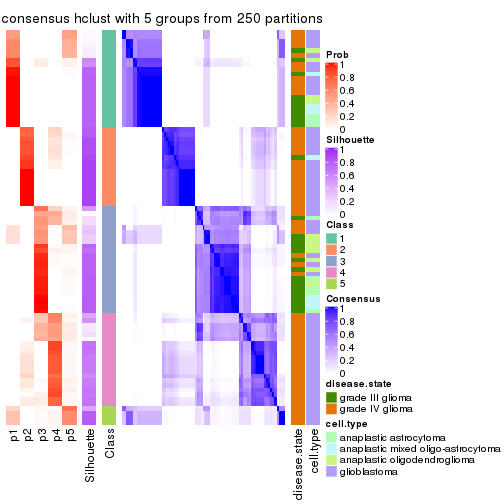 consensus hclust with 5 groups from 250 partitions
Prob
1
0.8
0.6
0.4
0.2
0
Silhouette
1
0.8
0.6
0.4
0.2
0
Class
1
2
3
4
5
Consensus
1
0.8
0.6
0.4
0.2
0
disease.state
grade III glioma
grade IV glioma
cell.type
anaplastic astrocytoma
anaplastic mixed oligo-astrocytoma
anaplastic oligodendroglioma
glioblastoma
p1
p2
p3
p4
p5
Silhouette
Class
disease.state
cell.type